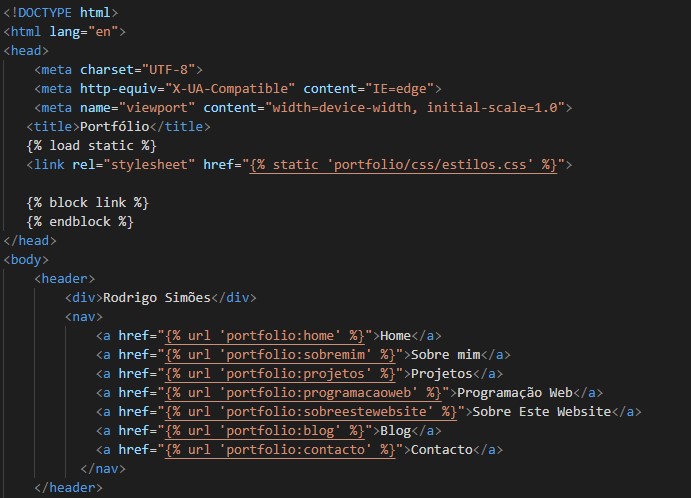 <!DOCTYPE html>
<html lang="en">
<head>
<meta charset="UTF-8">
<meta http-equiv="X-UA-Compatible" content="IE=edge">
<meta name="viewport" content="width=device-width, initial-scale=1.0">
<title>Portfólio</title>
{% load static %}
<link rel="stylesheet" href="{% static 'portfolio/css/estilos.css' %}">
{% block link %}
{% endblock %}
</head>
<body>
<header>
<div>Rodrigo Simões</div>
<nav>
<a href="{% url 'portfolio:home' %}">Home</a>
<a href="{% url 'portfolio:sobremim' %}">Sobre mim</a>
<a href="{% url 'portfolio:projetos' %}">Projetos</a>
<a href="{% url 'portfolio:programacaoweb' %}">Programação Web</a>
<a href="{% url 'portfolio:sobreestewebsite' %}">Sobre Este Website</a>
<a href="{% url 'portfolio:blog' %}">Blog</a>
<a href="{% url 'portfolio:contacto' %}">Contacto</a>
</nav>
</header>